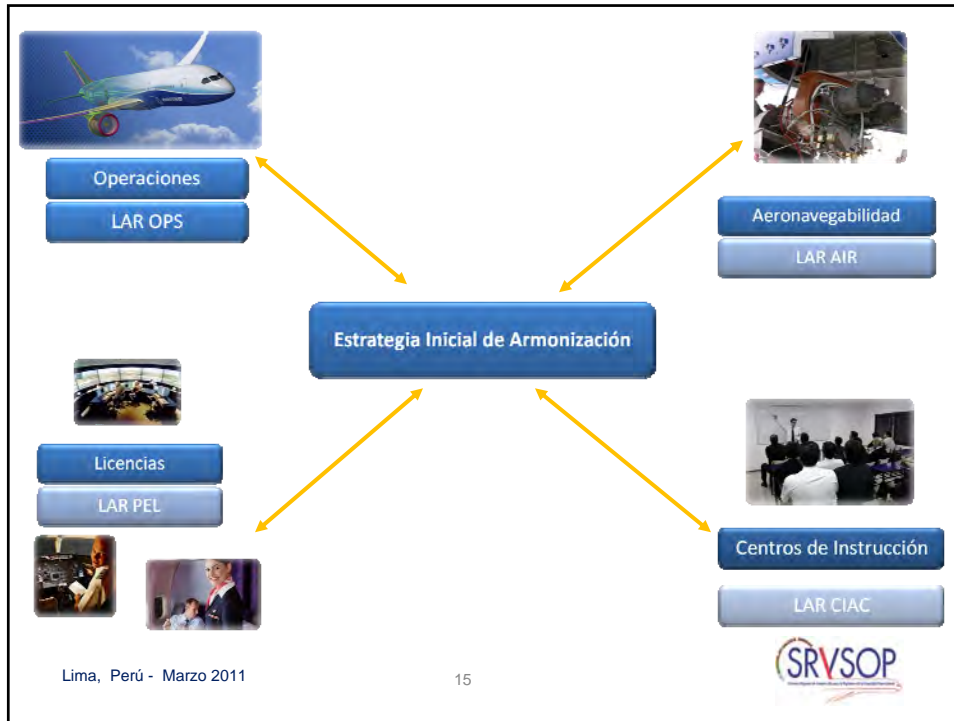 Operaciones
LAR OPS
Aeronavegabilidad
LAR AIR
Estrategia Inicial de Armonización
Licencias
LAR PEL
Centros de Instrucción
LAR CIAC
Lima, Perú - Marzo 2011
15
SRVSOP